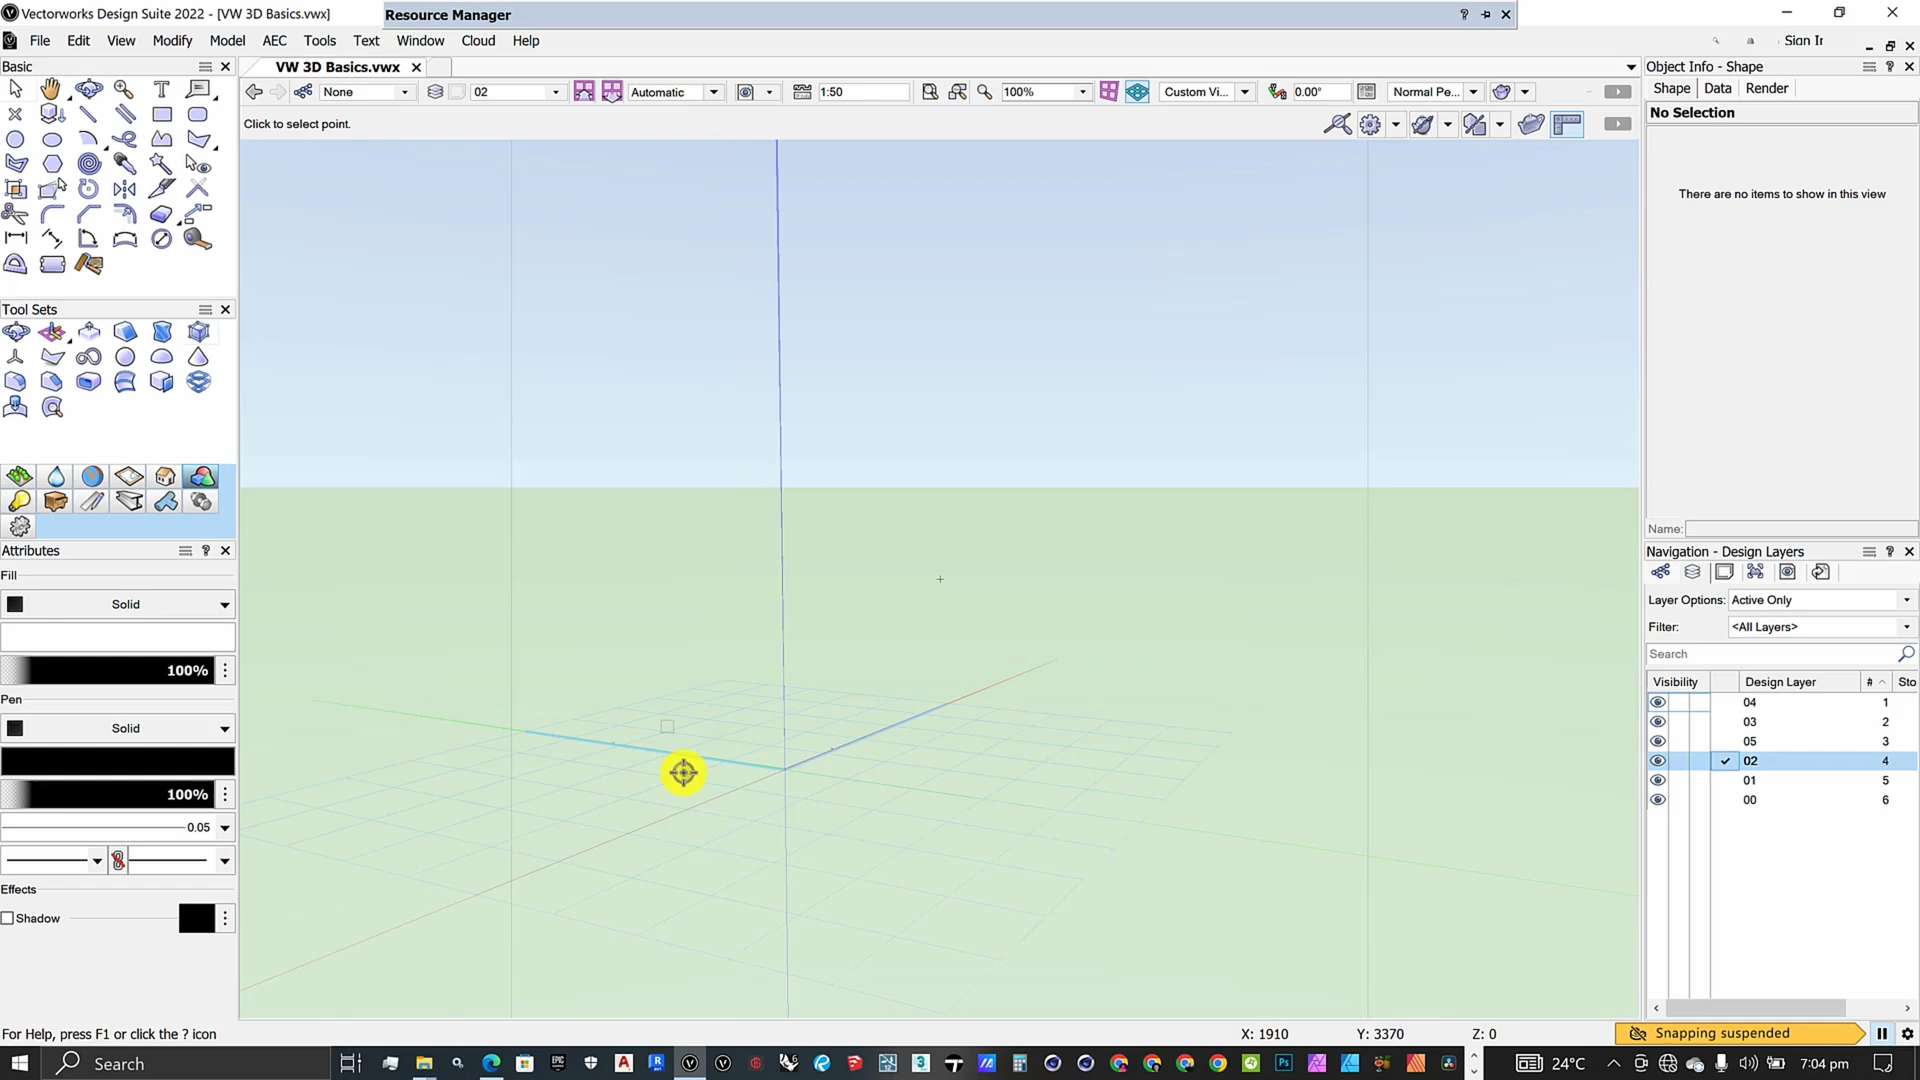 Vectorworks Design Suite 2022 - [VW 3D Basics.vwx]
Resource Manager
File Edit View Modify Model AEC Tools Text Window Cloud Help
Sign Ir
Basic
VW 3D Basics.vwx
Object Info - Shape
None
02
Automatic
1:50
100%
Custom Vi...
0.00°
Normal Pe...
Shape Data Render
Click to select point.
No Selection
There are no items to show in this view
Tool Sets
Name:
Attributes
Navigation - Design Layers
Fill
Solid
100%
Pen
Solid
100%
0.05
Effects
Shadow
Layer Options: Active Only
Filter: <All Layers>
Search
Visibility Design Layer # Sto
04 1
03 2
05 3
02 4
01 5
00 6
For Help, press F1 or click the ? icon
X: 1910 Y: 3370 Z: 0
Snapping suspended
Search
24°C
7:04 pm